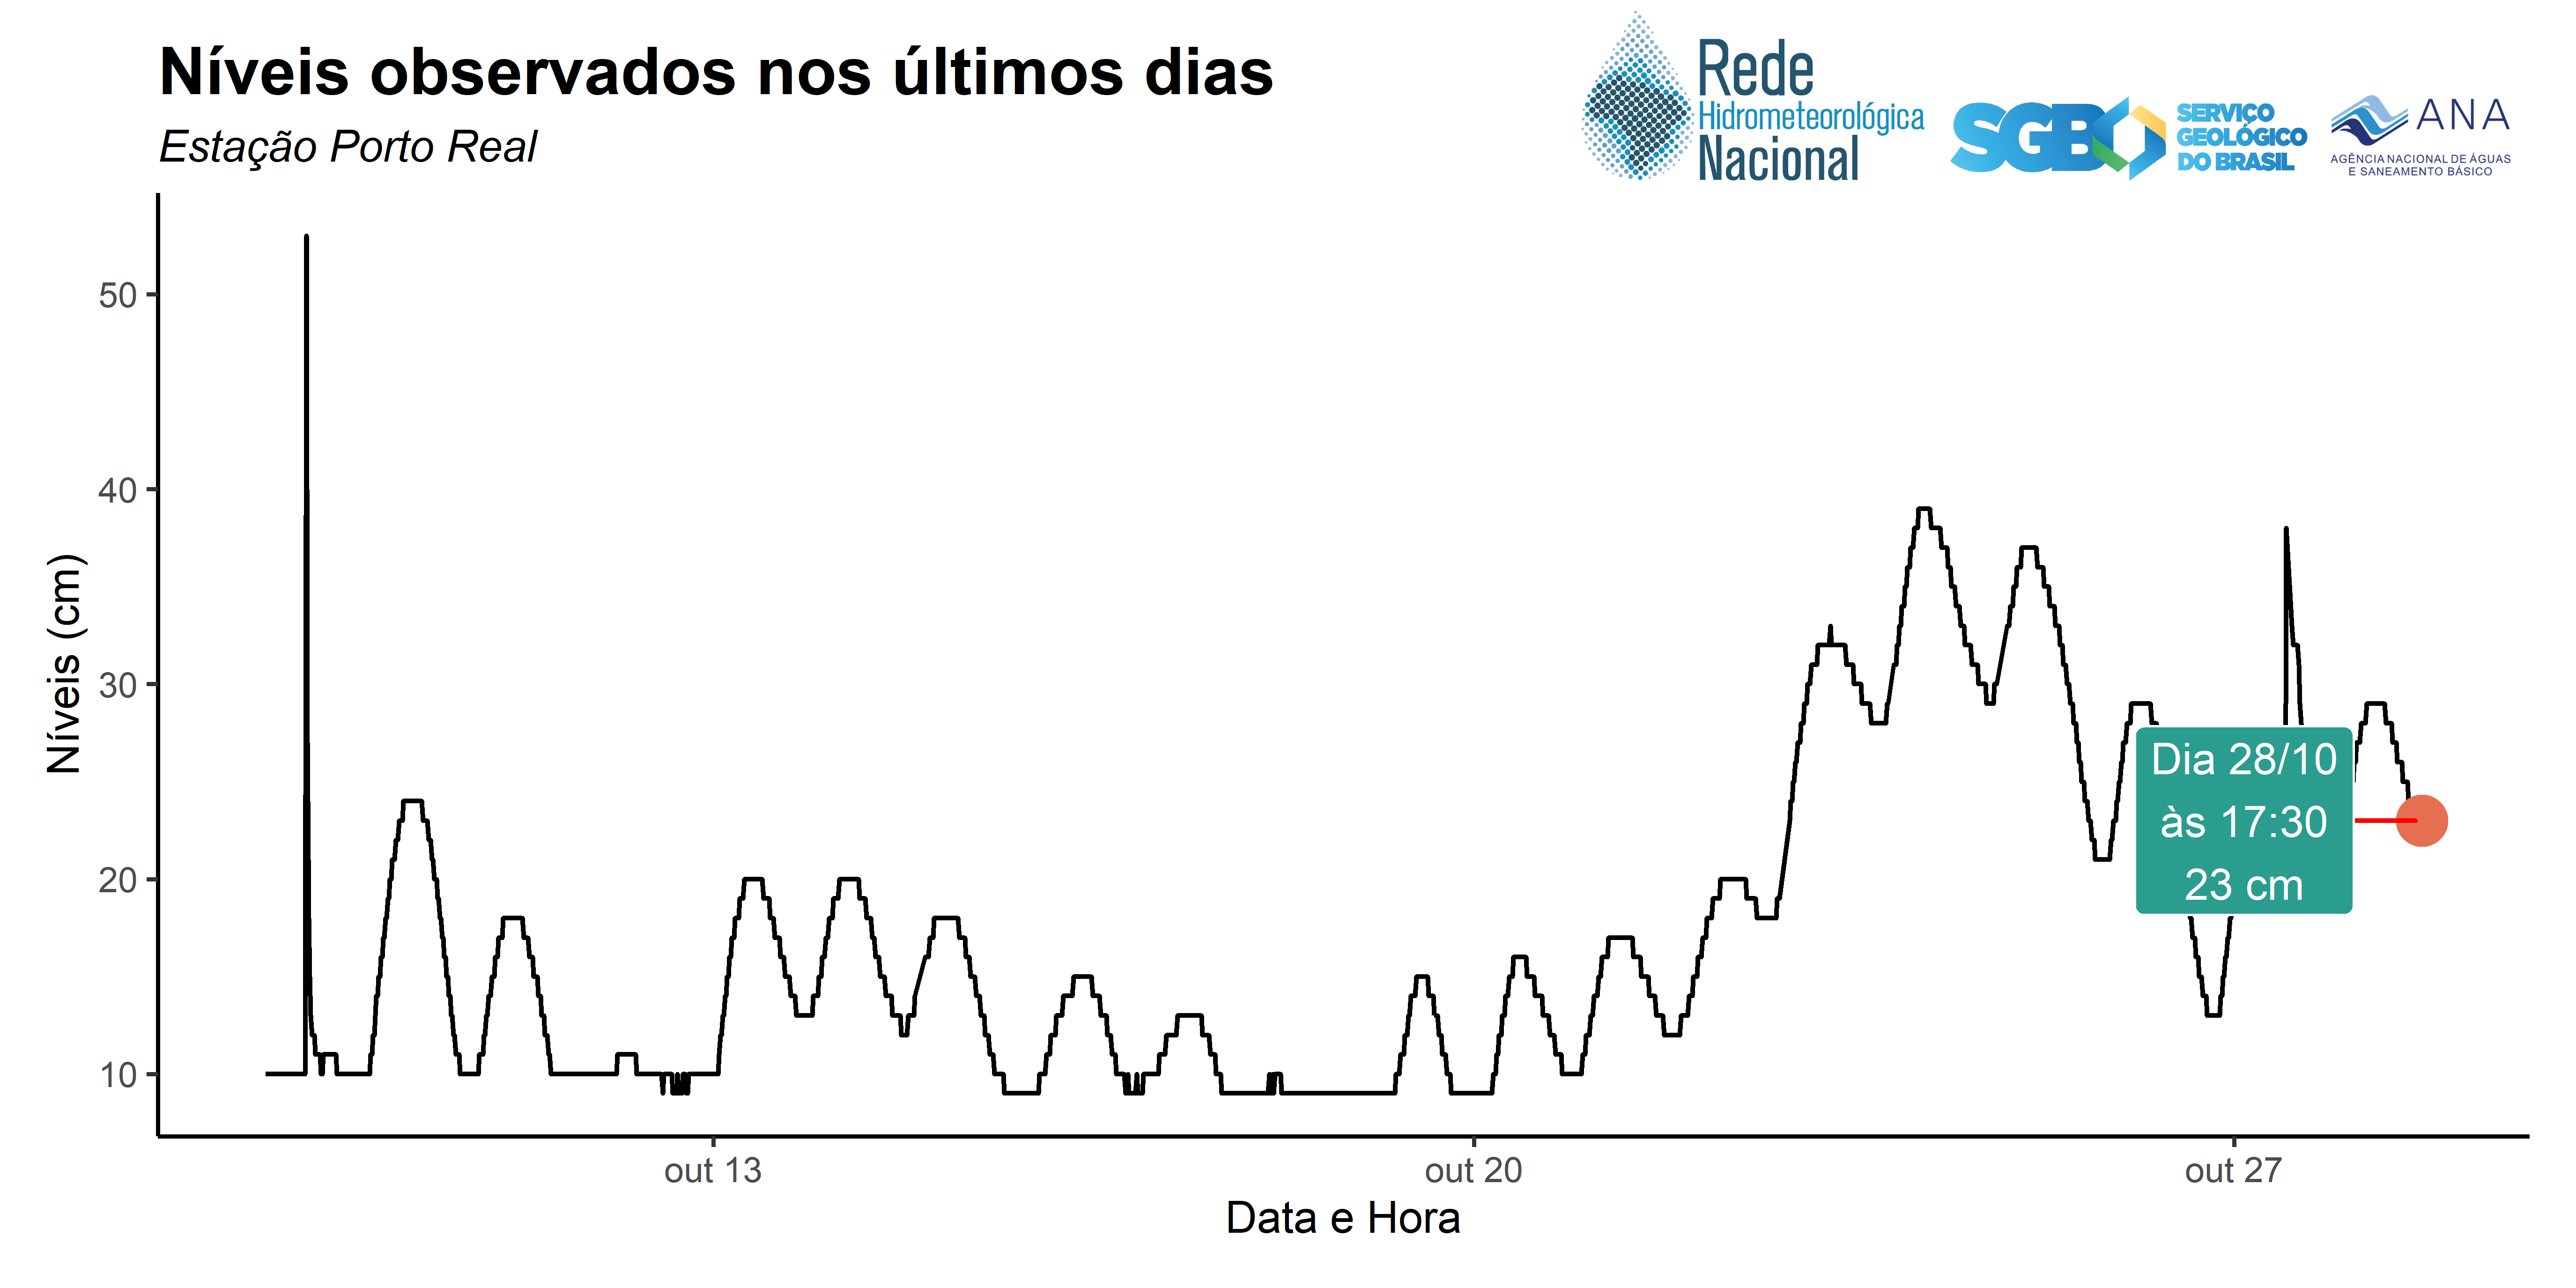 Níveis observados nos últimos dias
Estação Porto Real
Rede
Hidrometeorológica
Nacional
SGB
SERVIÇO
GEOLÓGICO
DO BRASIL
ANA
AGÊNCIA NACIONAL DE ÁGUAS
E SANEAMENTO BÁSICO
Níveis (cm)
50
40
30
20
10
Dia 28/10
às 17:30
23 cm
out 13
out 20
out 27
Data e Hora